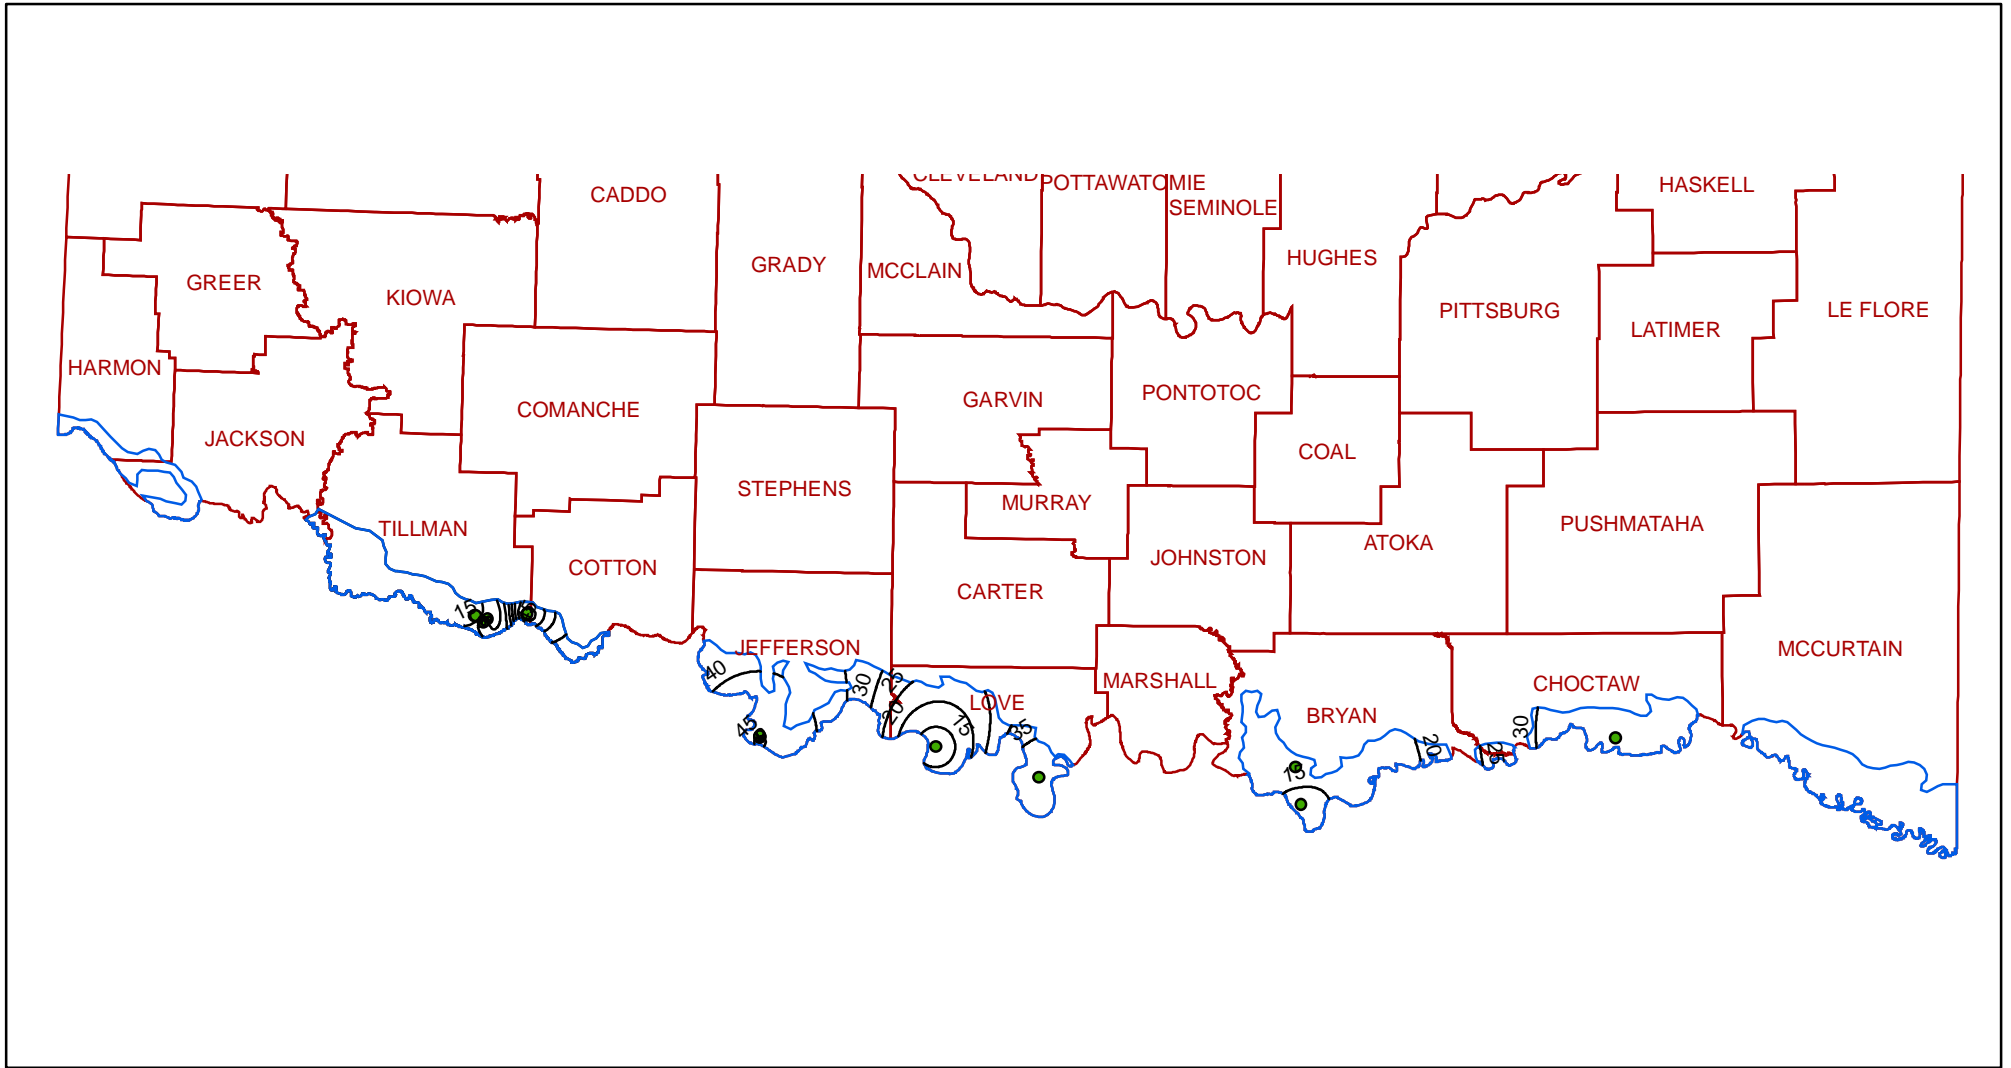 CLEVELAND
POTTAWATOMIE
HASKELL
CADDO
SEMINOLE
GRADY
MCCLAIN
HUGHES
GREER
KIOWA
PITTSBURG
LE FLORE
LATIMER
HARMON
COMANCHE
GARVIN
PONTOTOC
JACKSON
COAL
STEPHENS
MURRAY
TILLMAN
PUSHMATAHA
ATOKA
COTTON
JOHNSTON
CARTER
15
JEFFERSON
MCCURTAIN
40
30
25
MARSHALL
CHOCTAW
LOVE
20
15
BRYAN
45
35
30
20
15